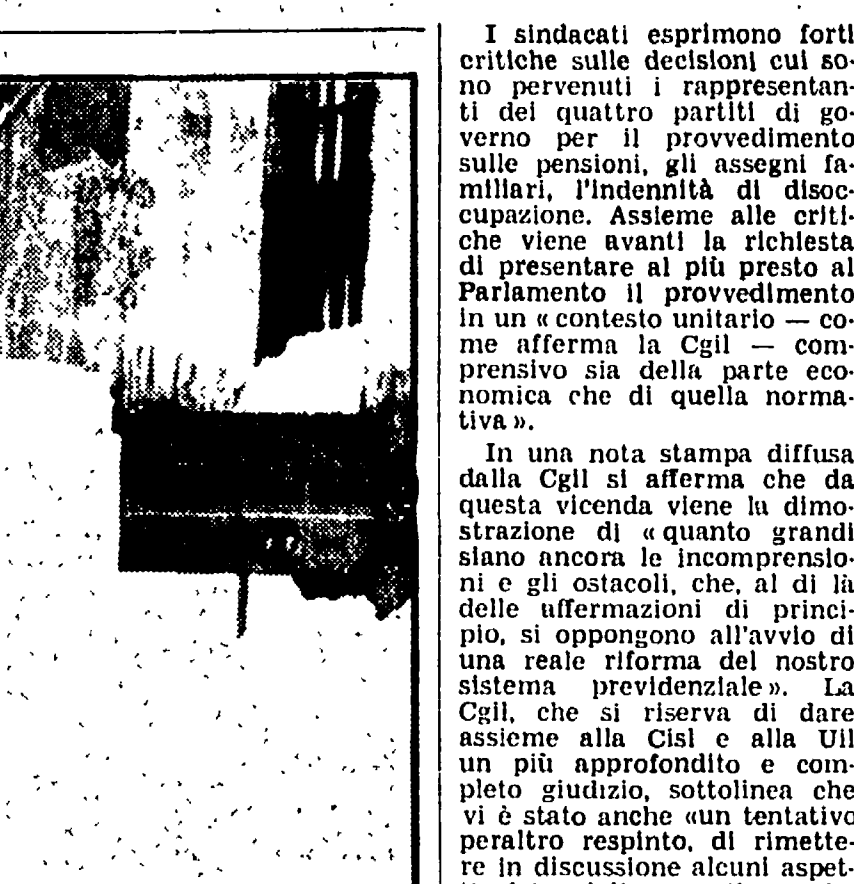 I sindacati esprimono forti
critiche sulle decisioni cui so-
no pervenuti i rappresentan-
ti dei quattro partiti di go-
verno per il provvedimento
sulle pensioni, gli assegni fa-
miliari, l'indennità di disoc-
cupazione. Assieme alle criti-
che viene avanti la richiesta
di presentare al più presto al
Parlamento il provvedimento
in un « contesto unitario — co-
me afferma la Cgil — com-
prensivo sia della parte eco-
nomica che di quella norma-
tiva ».
In una nota stampa diffusa
dalla Cgil si afferma che da
questa vicenda viene la dimo-
strazione di « quanto grandi
siano ancora le incomprensio-
ni e gli ostacoli, che, al di là
delle affermazioni di princi-
pio, si oppongono all'avvio di
una reale riforma del nostro
sistema previdenziale ». La
Cgil, che si riserva di dare
assieme alla Cisl e alla Uil
un più approfondito e com-
pleto giudizio, sottolinea che
vi è stato anche «un tentativo
peraltro respinto, di rimette-
re in discussione alcuni aspet-